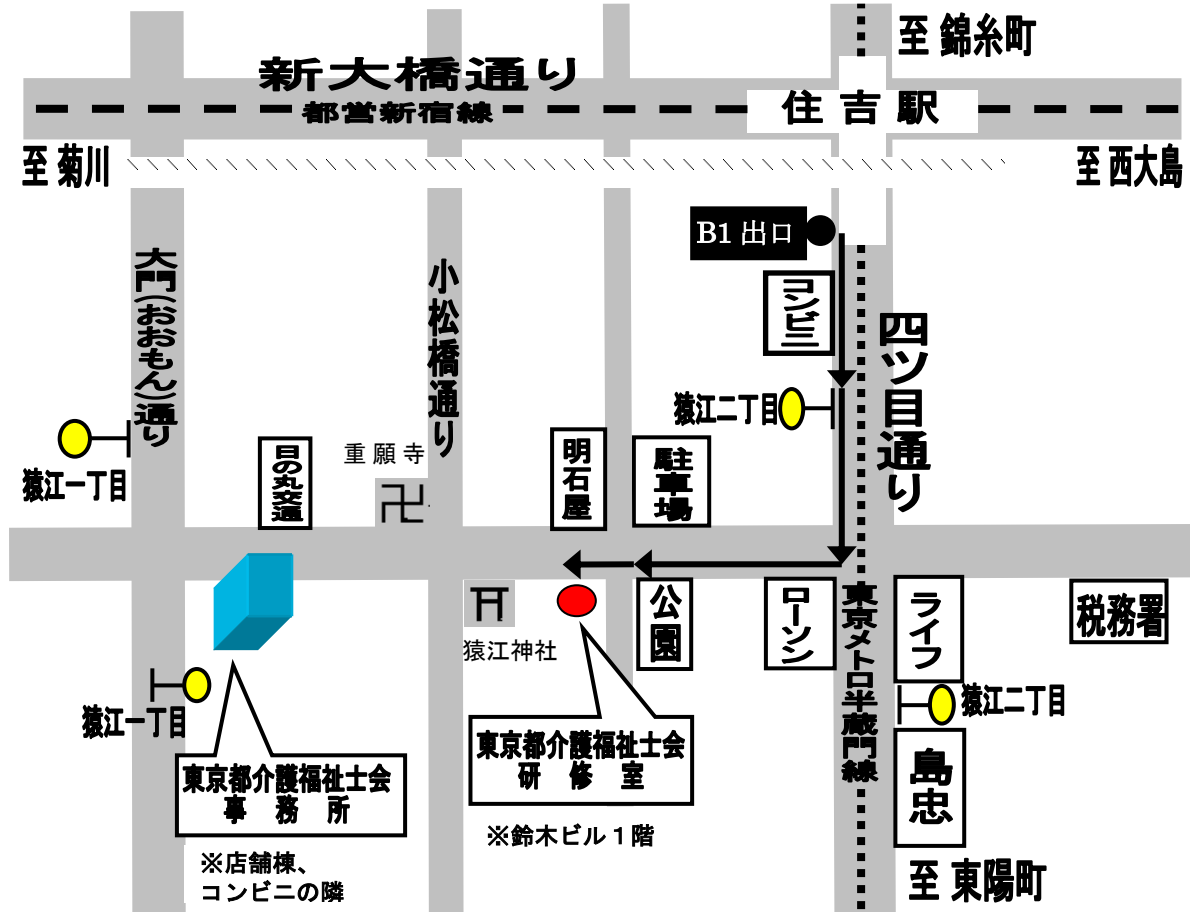 至 錦糸町
新大橋通り
都営新宿線
住吉駅
至 菊川
至 西大島
B1 出口
コンビニ
四ツ目通り
大門(おおもん)通り
小松橋通り
猿江二丁目
猿江一丁目
日の丸交通
重願寺
卍
明石屋
駐車場
公園
ローソン
東京メトロ半蔵門線
ライフ
税務署
猿江神社
猿江一丁目
猿江二丁目
東京都介護福祉士会
研修室
東京都介護福祉士会
事務所
島忠
※鈴木ビル1階
※店舗棟、
コンビニの隣
至 東陽町